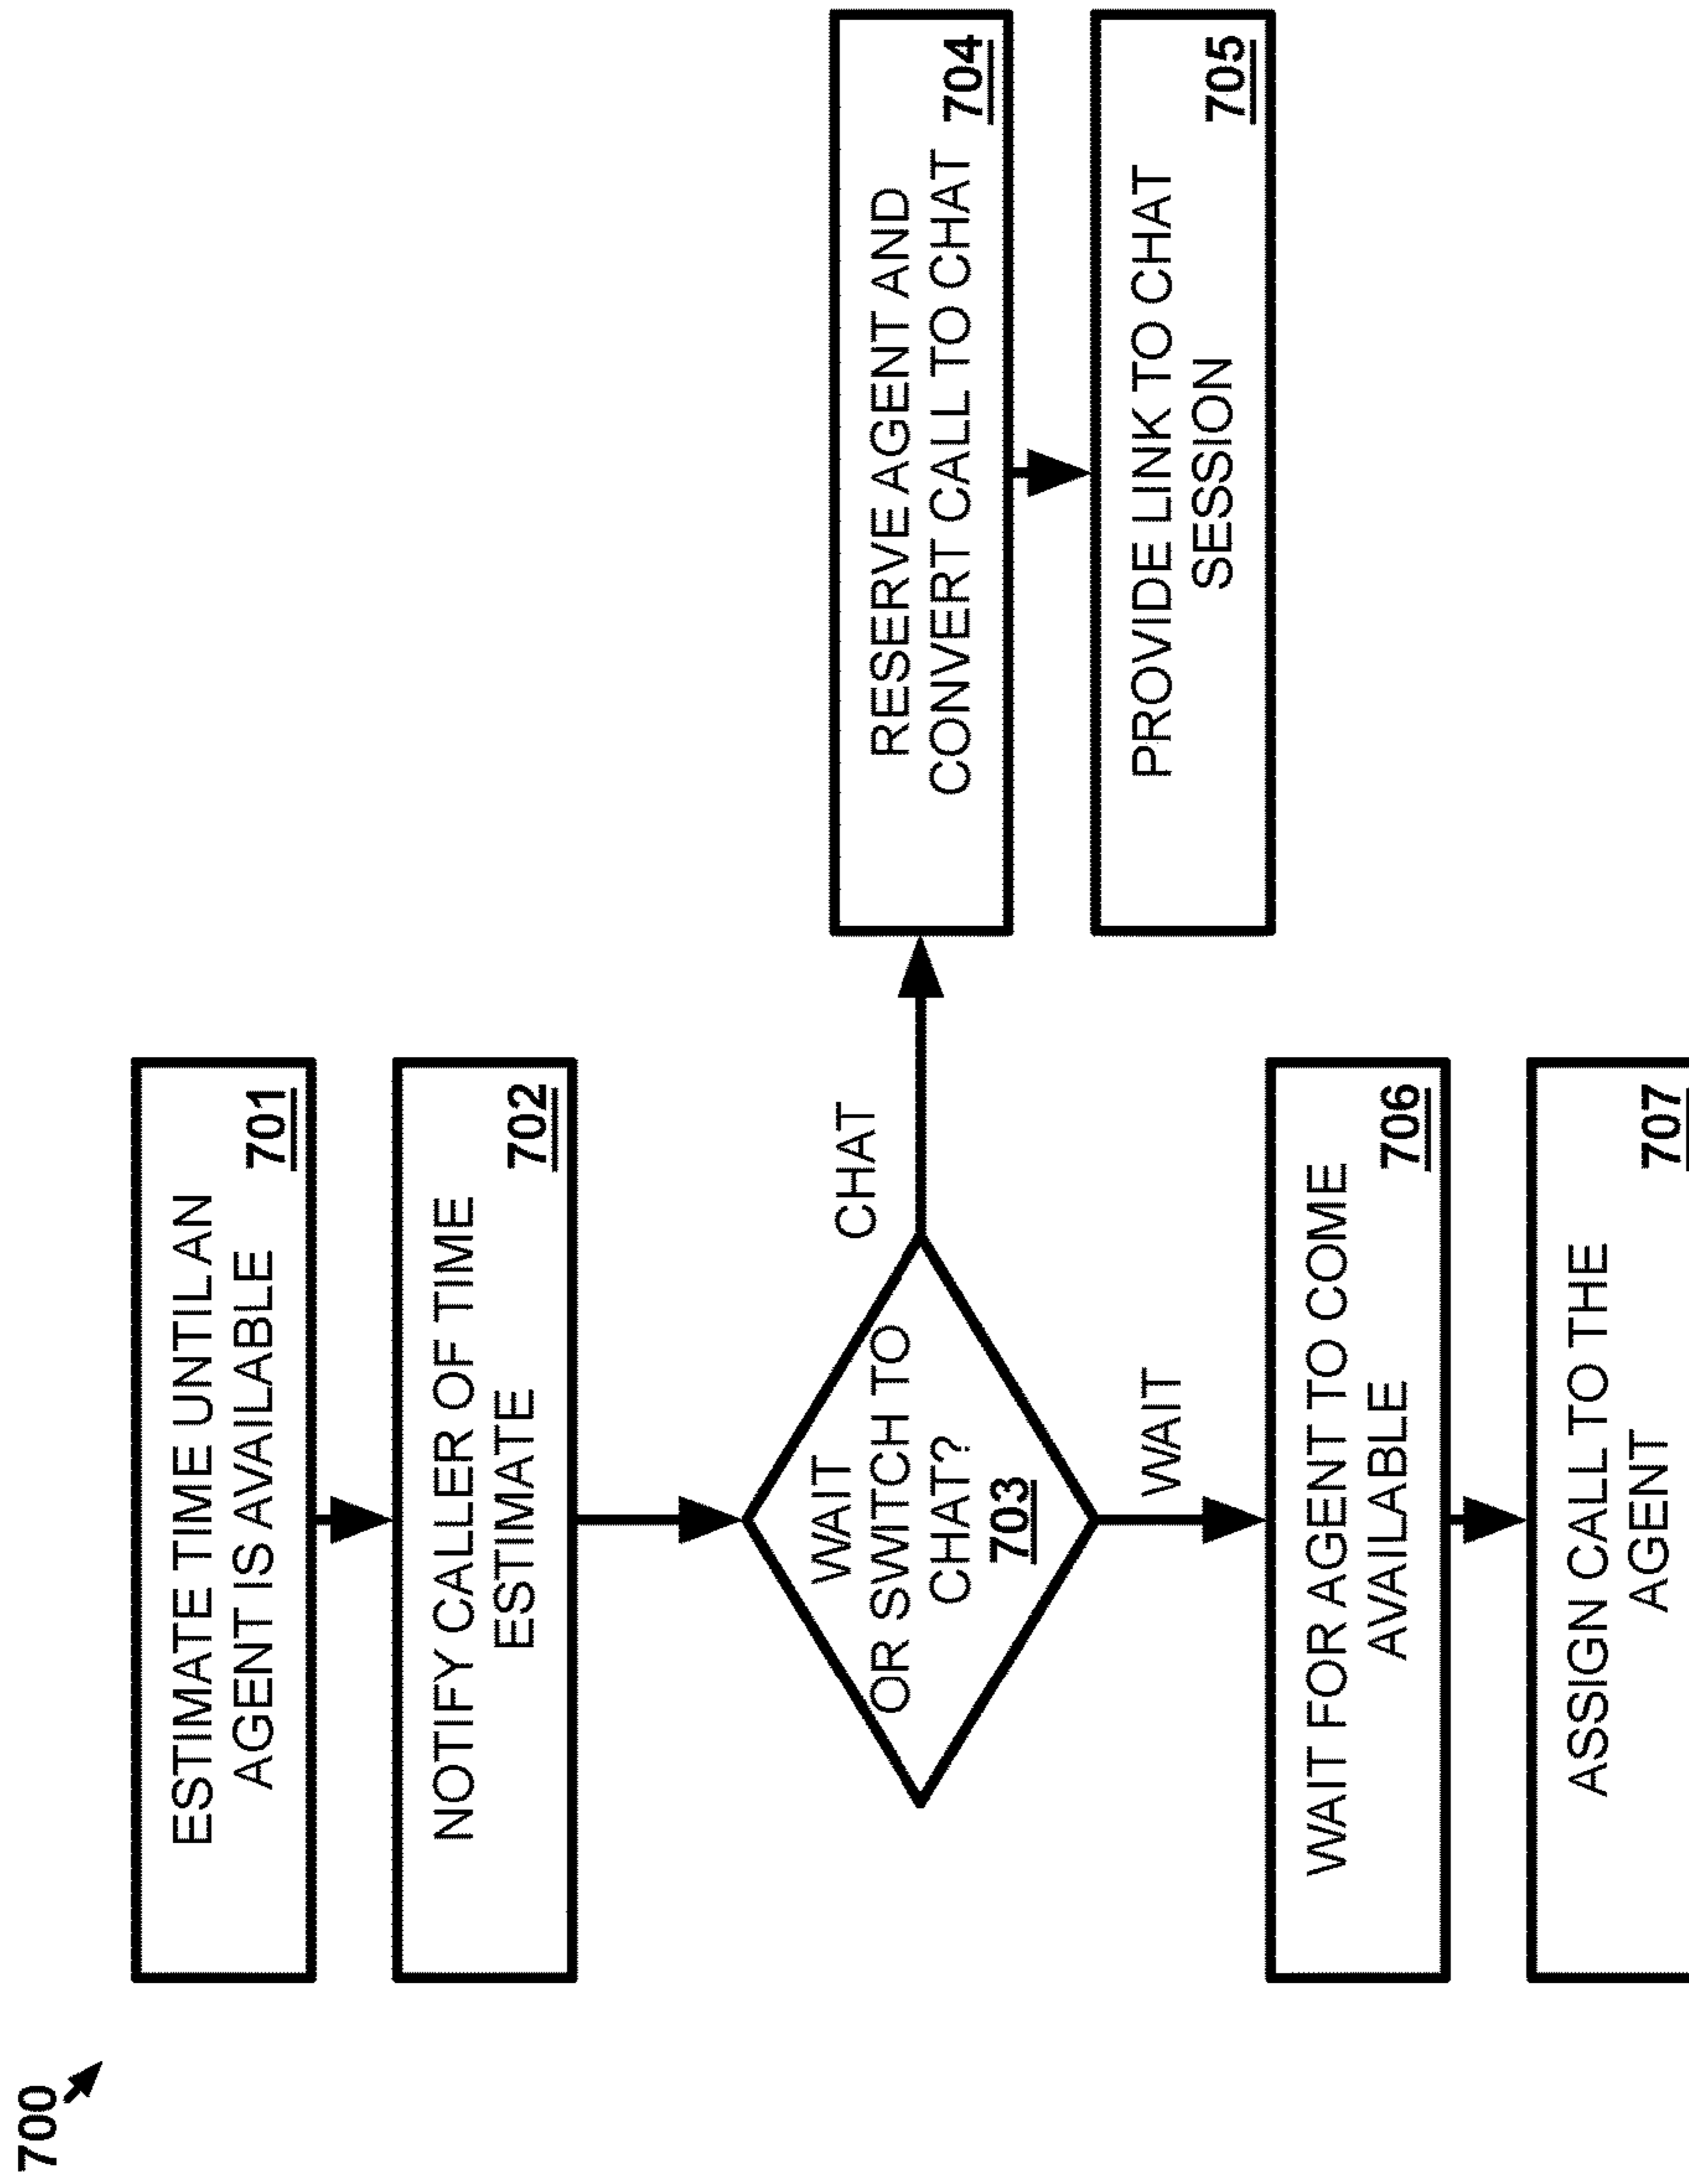 700
ESTIMATE TIME UNTIL AN
AGENT IS AVAILABLE
701
NOTIFY CALLER OF TIME
ESTIMATE
702
WAIT
OR SWITCH TO
CHAT?
703
CHAT
RESERVE AGENT AND
CONVERT CALL TO CHAT
704
PROVIDE LINK TO CHAT
SESSION
705
WAIT
WAIT FOR AGENT TO COME
AVAILABLE
706
ASSIGN CALL TO THE
AGENT
707